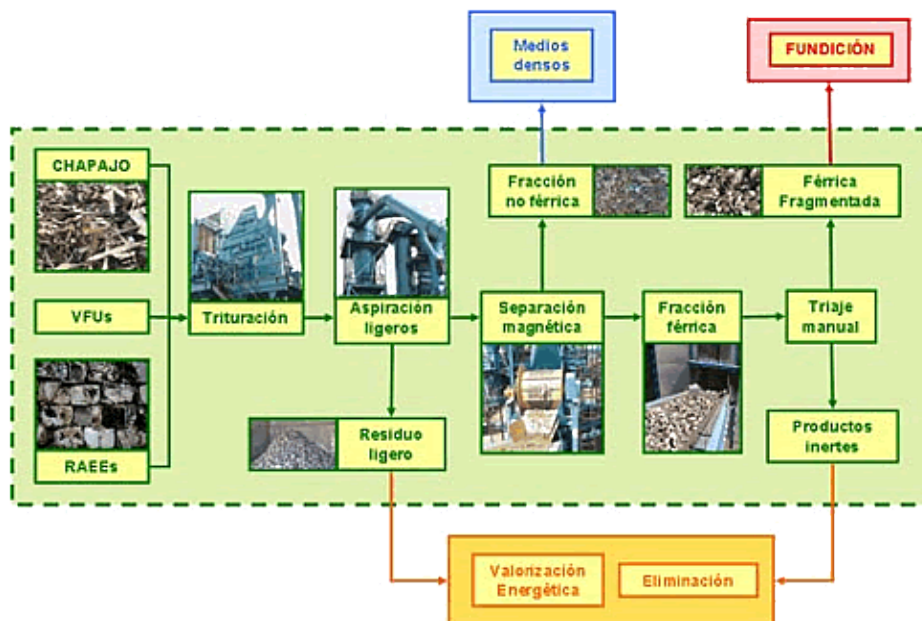 Medios
densos
FUNDICIÓN
CHAPAJO
Fracción
no férrica
Férrica
Fragmentada
VFUs
Trituración
Aspiración
ligeros
Separación
magnética
Fracción
férrica
Triaje
manual
Residuo
ligero
Productos
inertes
RAEEs
Valorización
Energética
Eliminación